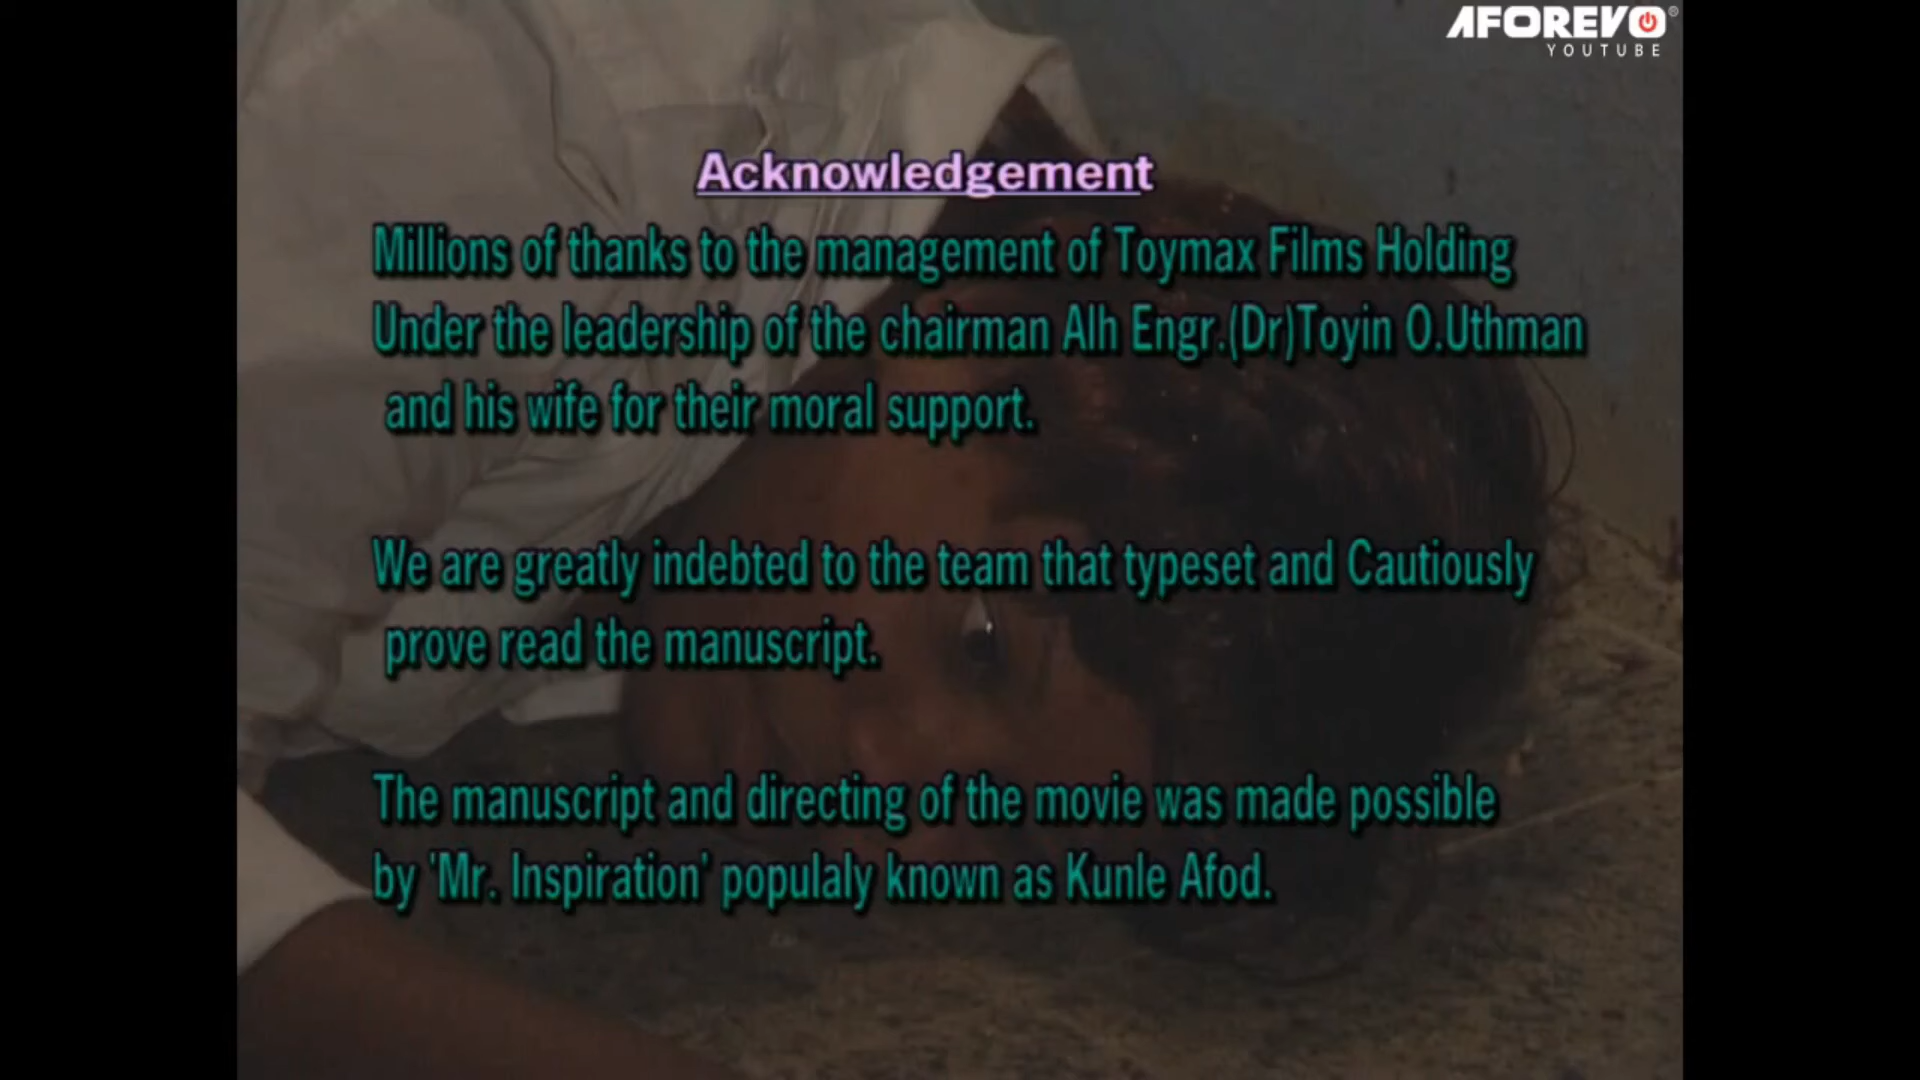 AFOREVO®
YOUTUBE
Acknowledgement
Millions of thanks to the management of Toymax Films Holding
Under the leadership of the chairman Alh Engr.(Dr)Toyin O.Uthman
and his wife for their moral support.
We are greatly indebted to the team that typeset and Cautiously
prove read the manuscript.
The manuscript and directing of the movie was made possible
by 'Mr. Inspiration' populaly known as Kunle Afod.